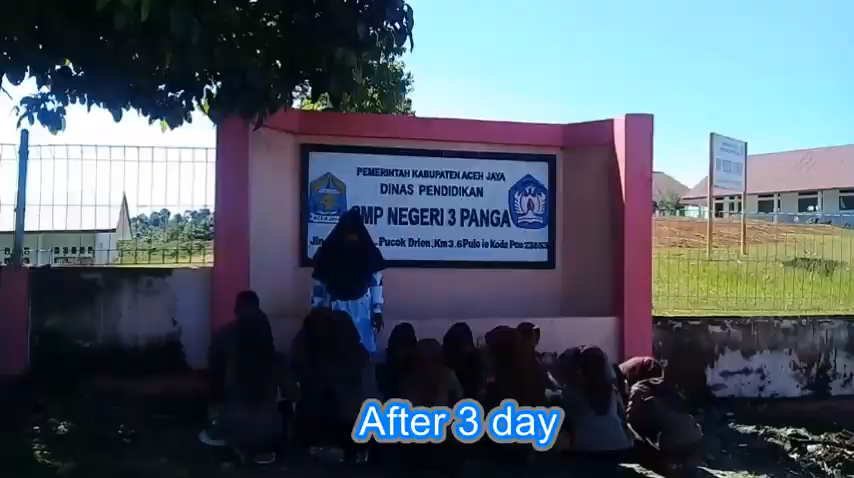 PEMERINTAH KABUPATEN ACEH JAYA
DINAS PENDIDIKAN
SMP NEGERI 3 PANGA
Pucok Drien, Km 3.6 Pulo ie Kode Pos 23653
After 3 day